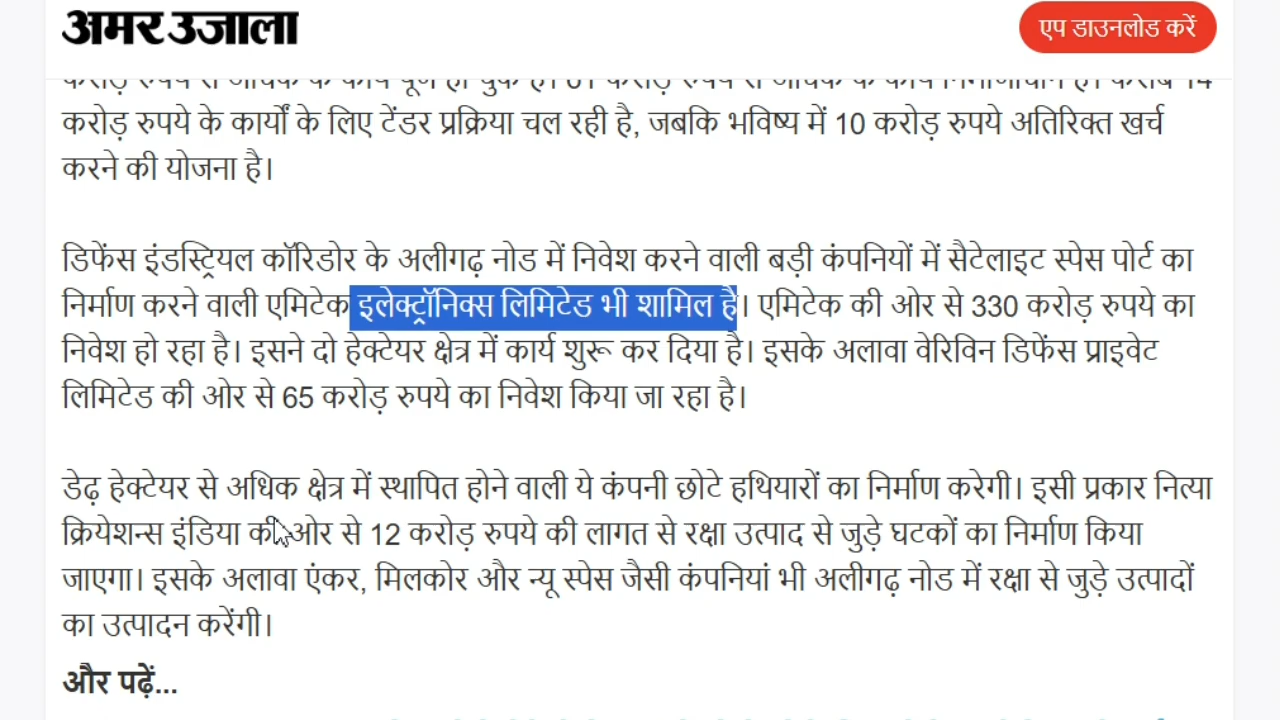 अमर उजाला
एप डाउनलोड करें
करोड़ रुपये के कार्यों के लिए टेंडर प्रक्रिया चल रही है, जबकि भविष्य में 10 करोड़ रुपये अतिरिक्त खर्च
करने की योजना है।
डिफेंस इंडस्ट्रियल कॉरिडोर के अलीगढ़ नोड में निवेश करने वाली बड़ी कंपनियों में सैटेलाइट स्पेस पोर्ट का
निर्माण करने वाली एमिटेक इलेक्ट्रॉनिक्स लिमिटेड भी शामिल है। एमिटेक की ओर से 330 करोड़ रुपये का
निवेश हो रहा है। इसने दो हेक्टेयर क्षेत्र में कार्य शुरू कर दिया है। इसके अलावा वेरिविन डिफेंस प्राइवेट
लिमिटेड की ओर से 65 करोड़ रुपये का निवेश किया जा रहा है।
डेढ़ हेक्टेयर से अधिक क्षेत्र में स्थापित होने वाली ये कंपनी छोटे हथियारों का निर्माण करेगी। इसी प्रकार नित्या
क्रियेशन्स इंडिया की ओर से 12 करोड़ रुपये की लागत से रक्षा उत्पाद से जुड़े घटकों का निर्माण किया
जाएगा। इसके अलावा एंकर, मिलकोर और न्यू स्पेस जैसी कंपनियां भी अलीगढ़ नोड में रक्षा से जुड़े उत्पादों
का उत्पादन करेंगी।
और पढ़ें...